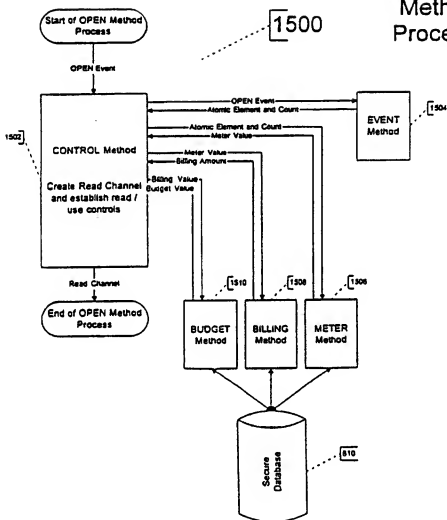 Start of OPEN Method
Process
1500
Meth
Proce
OPEN Event
OPEN Event
Atomic Element and Count
EVENT
Method
1504
1502
CONTROL Method
Create Read Channel
and establish read /
use controls
Atomic Element and Count
Meter Value
Meter Value
Billing Amount
Billing Value
Budget Value
Read Channel
End of OPEN Method
Process
1510
1508
1506
BUDGET
Method
BILLING
Method
METER
Method
Secure
Database
610